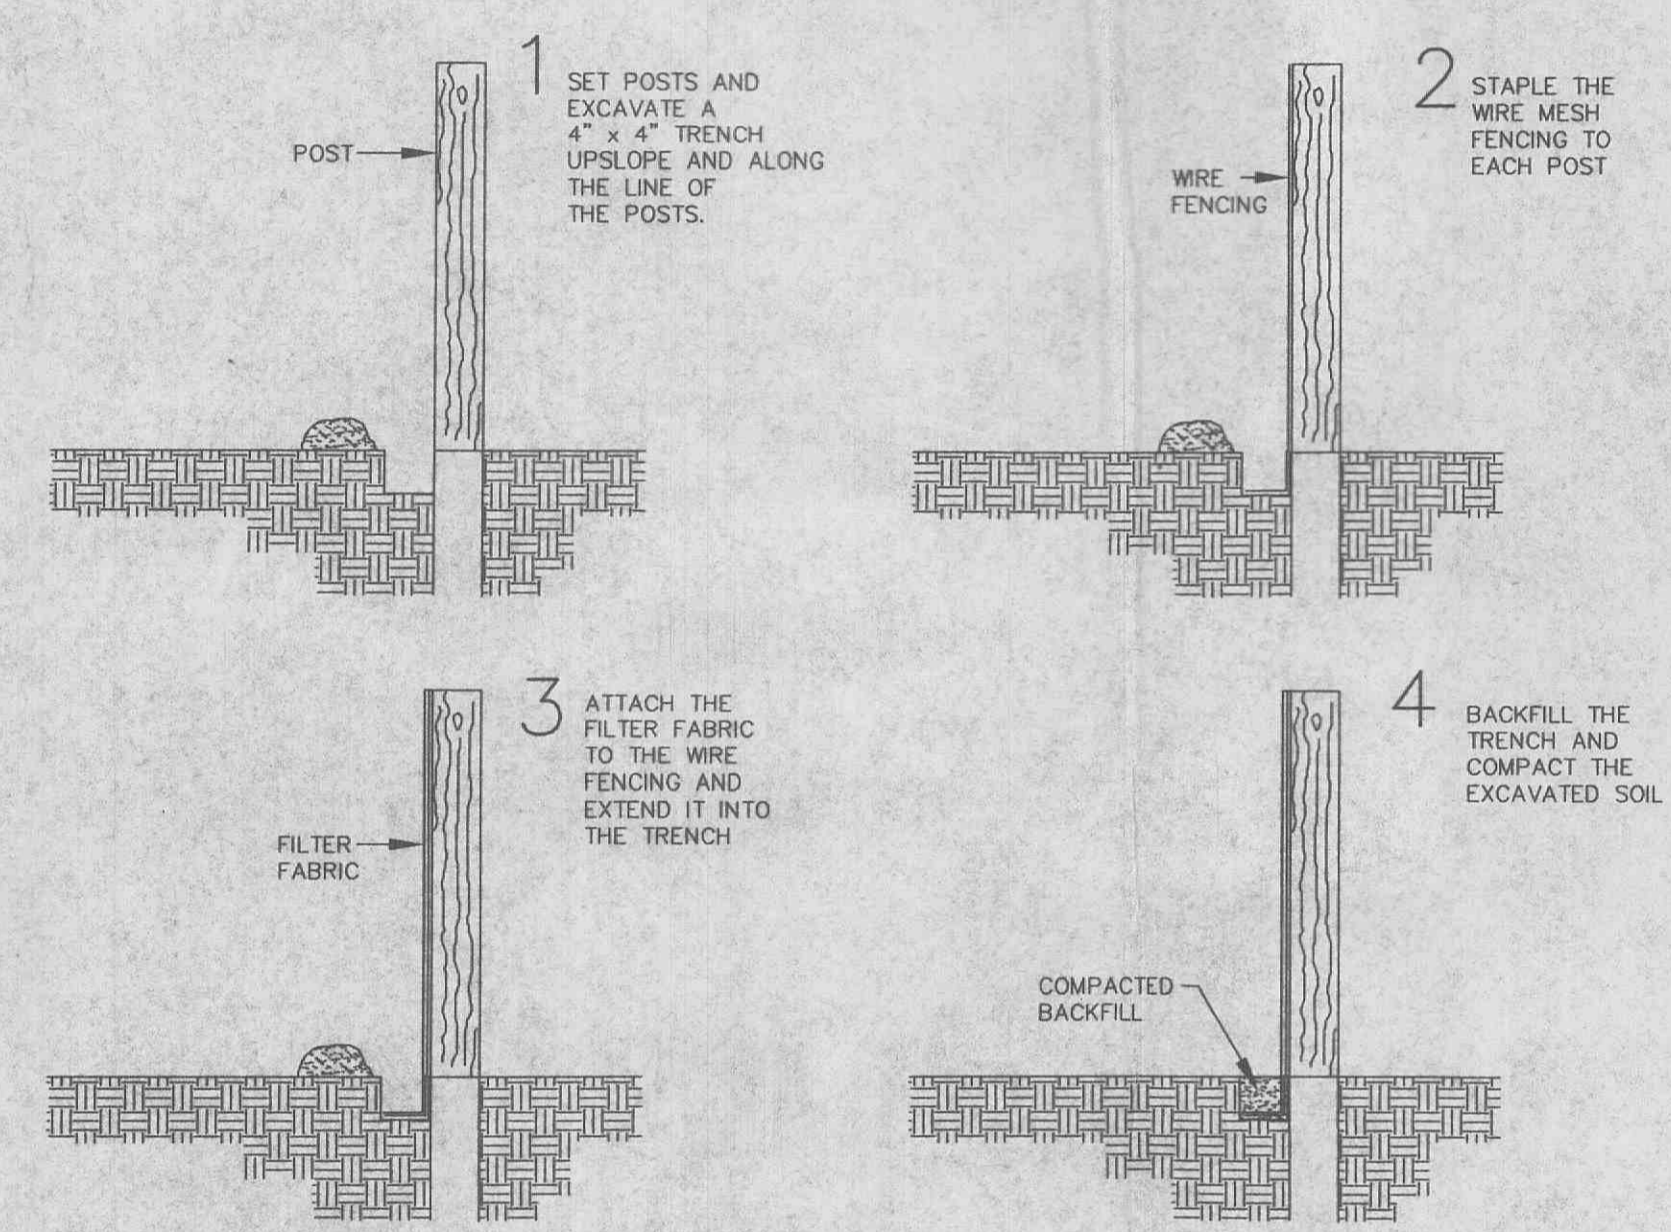 1
SET POSTS AND
EXCAVATE A
4" x 4" TRENCH
UPSLOPE AND ALONG
THE LINE OF
THE POSTS.
POST
2
STAPLE THE
WIRE MESH
FENCING TO
EACH POST
WIRE
FENCING
3
ATTACH THE
FILTER FABRIC
TO THE WIRE
FENCING AND
EXTEND IT INTO
THE TRENCH
FILTER
FABRIC
4
BACKFILL THE
TRENCH AND
COMPACT THE
EXCAVATED SOIL
COMPACTED
BACKFILL